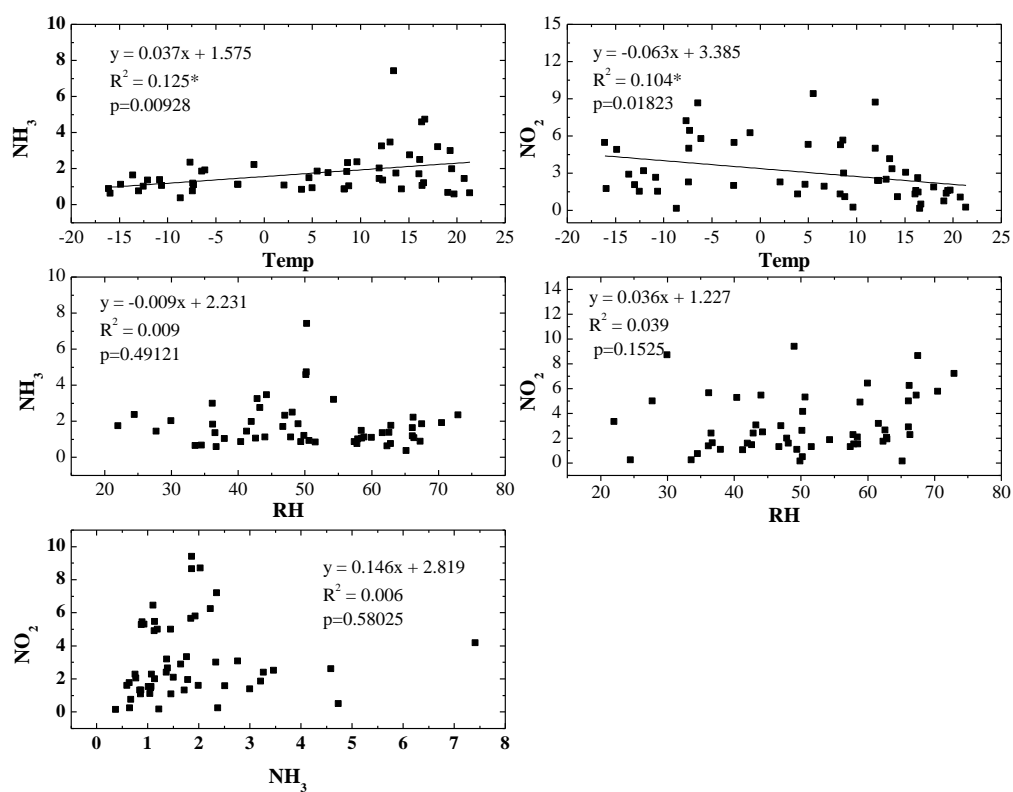 10
8
6
4
2
0
NH₃
y = 0.037x + 1.575
R² = 0.125*
p=0.00928
-20 -15 -10 -5 0 5 10 15 20 25
Temp
15
12
9
6
3
0
NO₂
y = -0.063x + 3.385
R² = 0.104*
p=0.01823
-20 -15 -10 -5 0 5 10 15 20 25
Temp
10
8
6
4
2
0
NH₃
y = -0.009x + 2.231
R² = 0.009
p=0.49121
20 30 40 50 60 70 80
RH
14
12
10
8
6
4
2
0
NO₂
y = 0.036x + 1.227
R² = 0.039
p=0.1525
20 30 40 50 60 70 80
RH
10
8
6
4
2
0
NO₂
y = 0.146x + 2.819
R² = 0.006
p=0.58025
0 1 2 3 4 5 6 7 8
NH₃